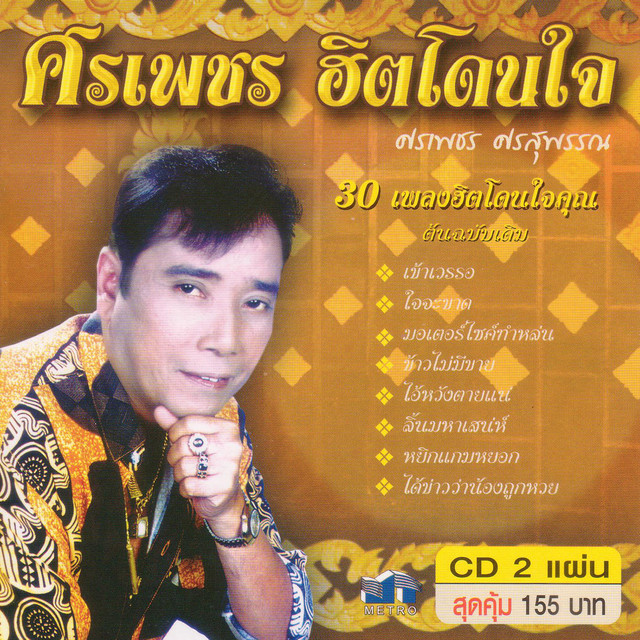 ศรเพชร ฮิตโดนใจ
ศรเพชร ศรสุพรรณ
30 เพลงฮิตโดนใจคุณ
ต้นฉบับเดิม
เข้าเวรรอ
ใจจะขาด
มอเตอร์ไซค์ทำหล่น
ข้าวไม่มีขาย
ไอ้หวังตายแน่
ลิ้นมหาเสน่ห์
หยิกแกมหยอก
ได้ข่าวว่าน้องถูกหวย
CD 2 แผ่น
สุดคุ้ม 155 บาท
METRO